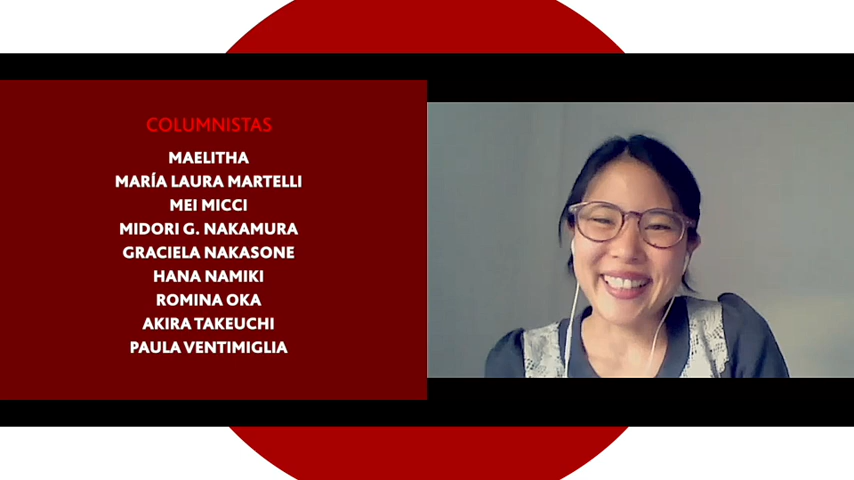 COLUMNISTAS
MAELITHA
MARÍA LAURA MARTELLI
MEI MICCI
MIDORI G. NAKAMURA
GRACIELA NAKASONE
HANA NAMIKI
ROMINA OKA
AKIRA TAKEUCHI
PAULA VENTIMIGLIA